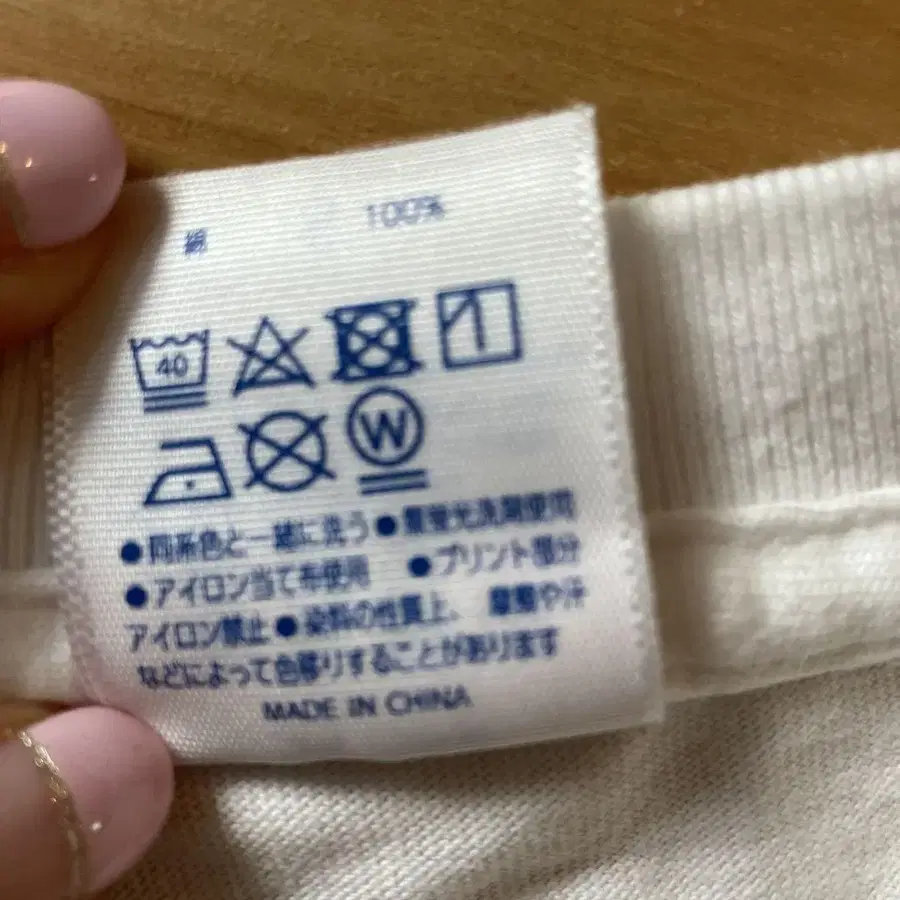 綿 100%
40
W
●同系色と一緒に洗う ●無蛍光洗剤使用
●アイロン当て布使用 ●プリント部分
アイロン禁止 ●染料の性質上、 摩擦や汗
などによって色移りすることがあります
MADE IN CHINA